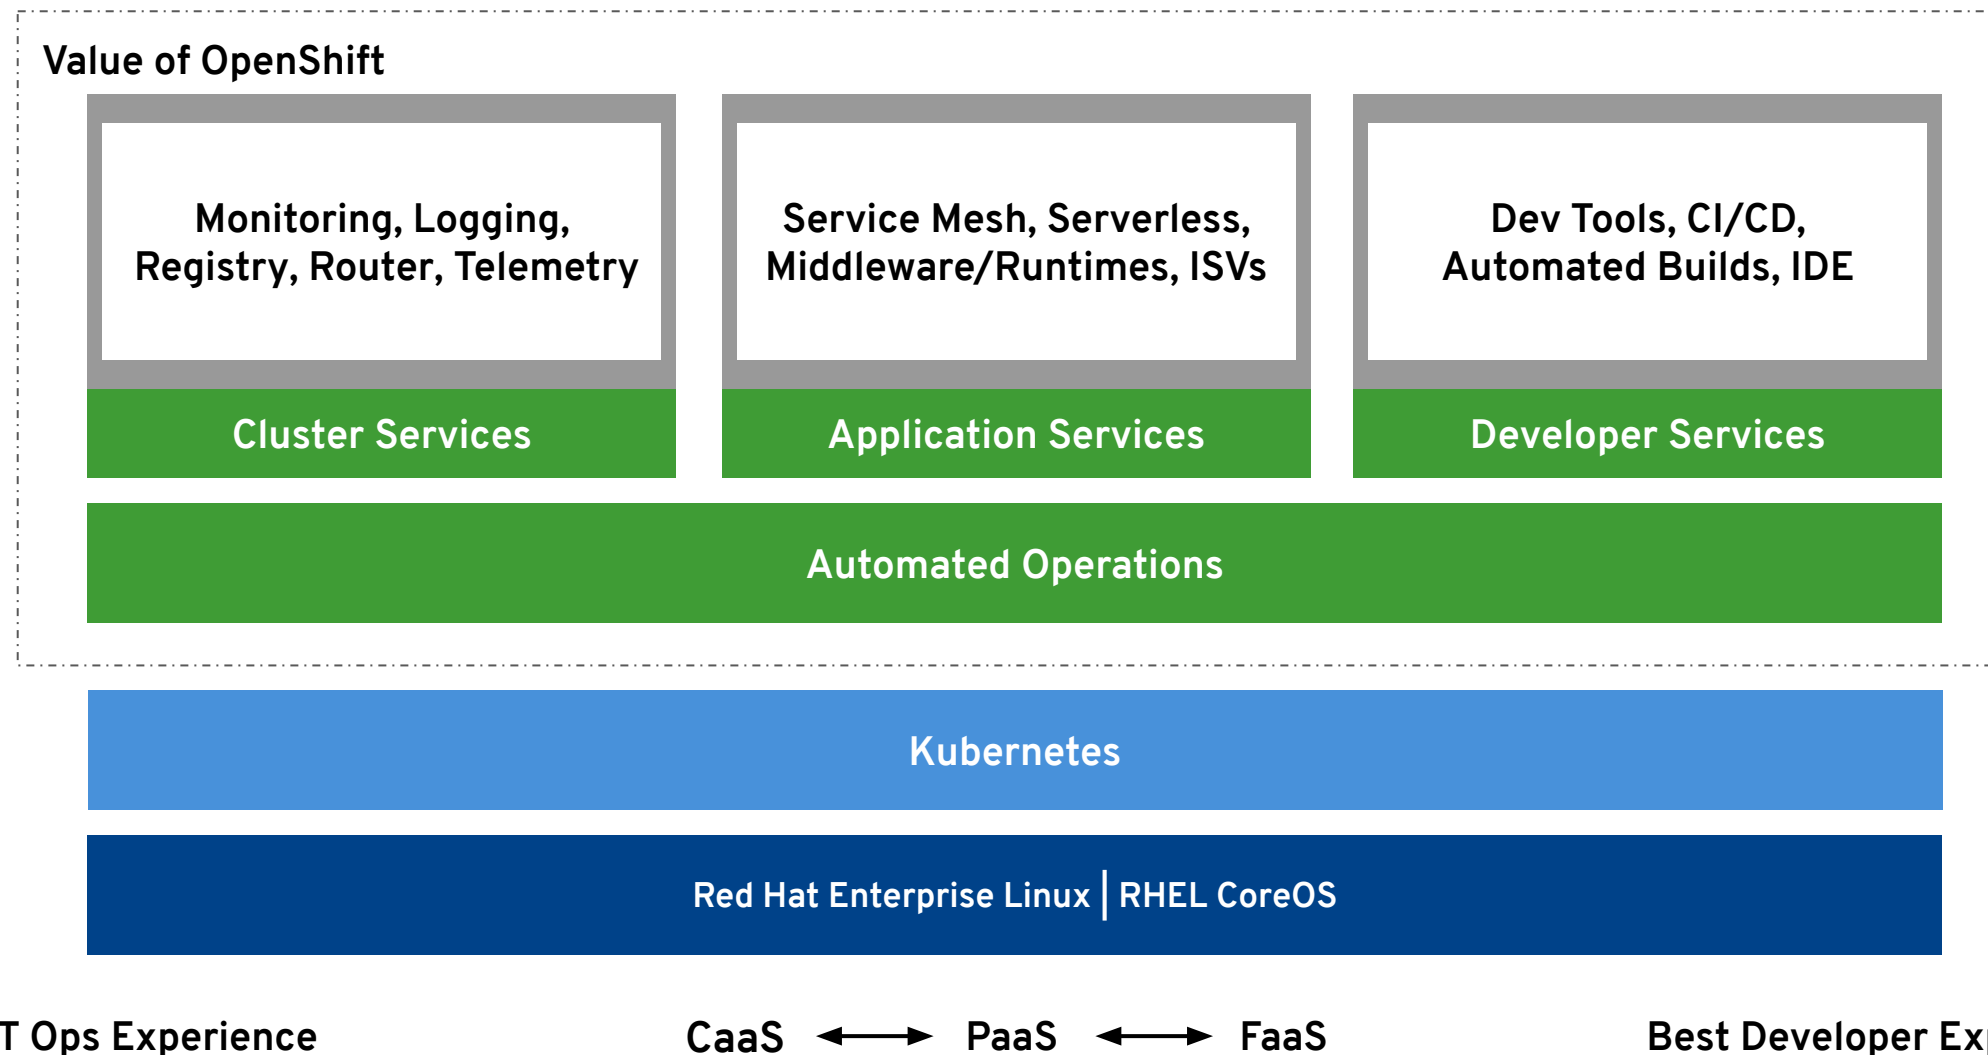 Value of OpenShift
Monitoring, Logging,
Registry, Router, Telemetry
Service Mesh, Serverless,
Middleware/Runtimes, ISVs
Dev Tools, CI/CD,
Automated Builds, IDE
Cluster Services
Application Services
Developer Services
Automated Operations
Kubernetes
Red Hat Enterprise Linux | RHEL CoreOS
T Ops Experience
CaaS
PaaS
FaaS
Best Developer